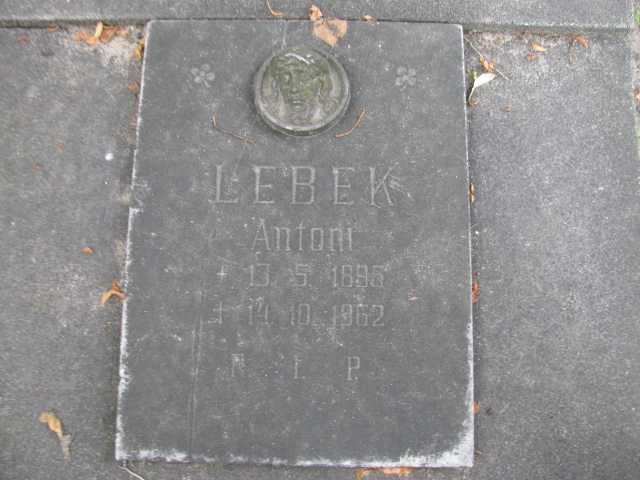 LEBEK
Antoni
* 13. 5. 1896
† 14. 10. 1962
R. I. P.